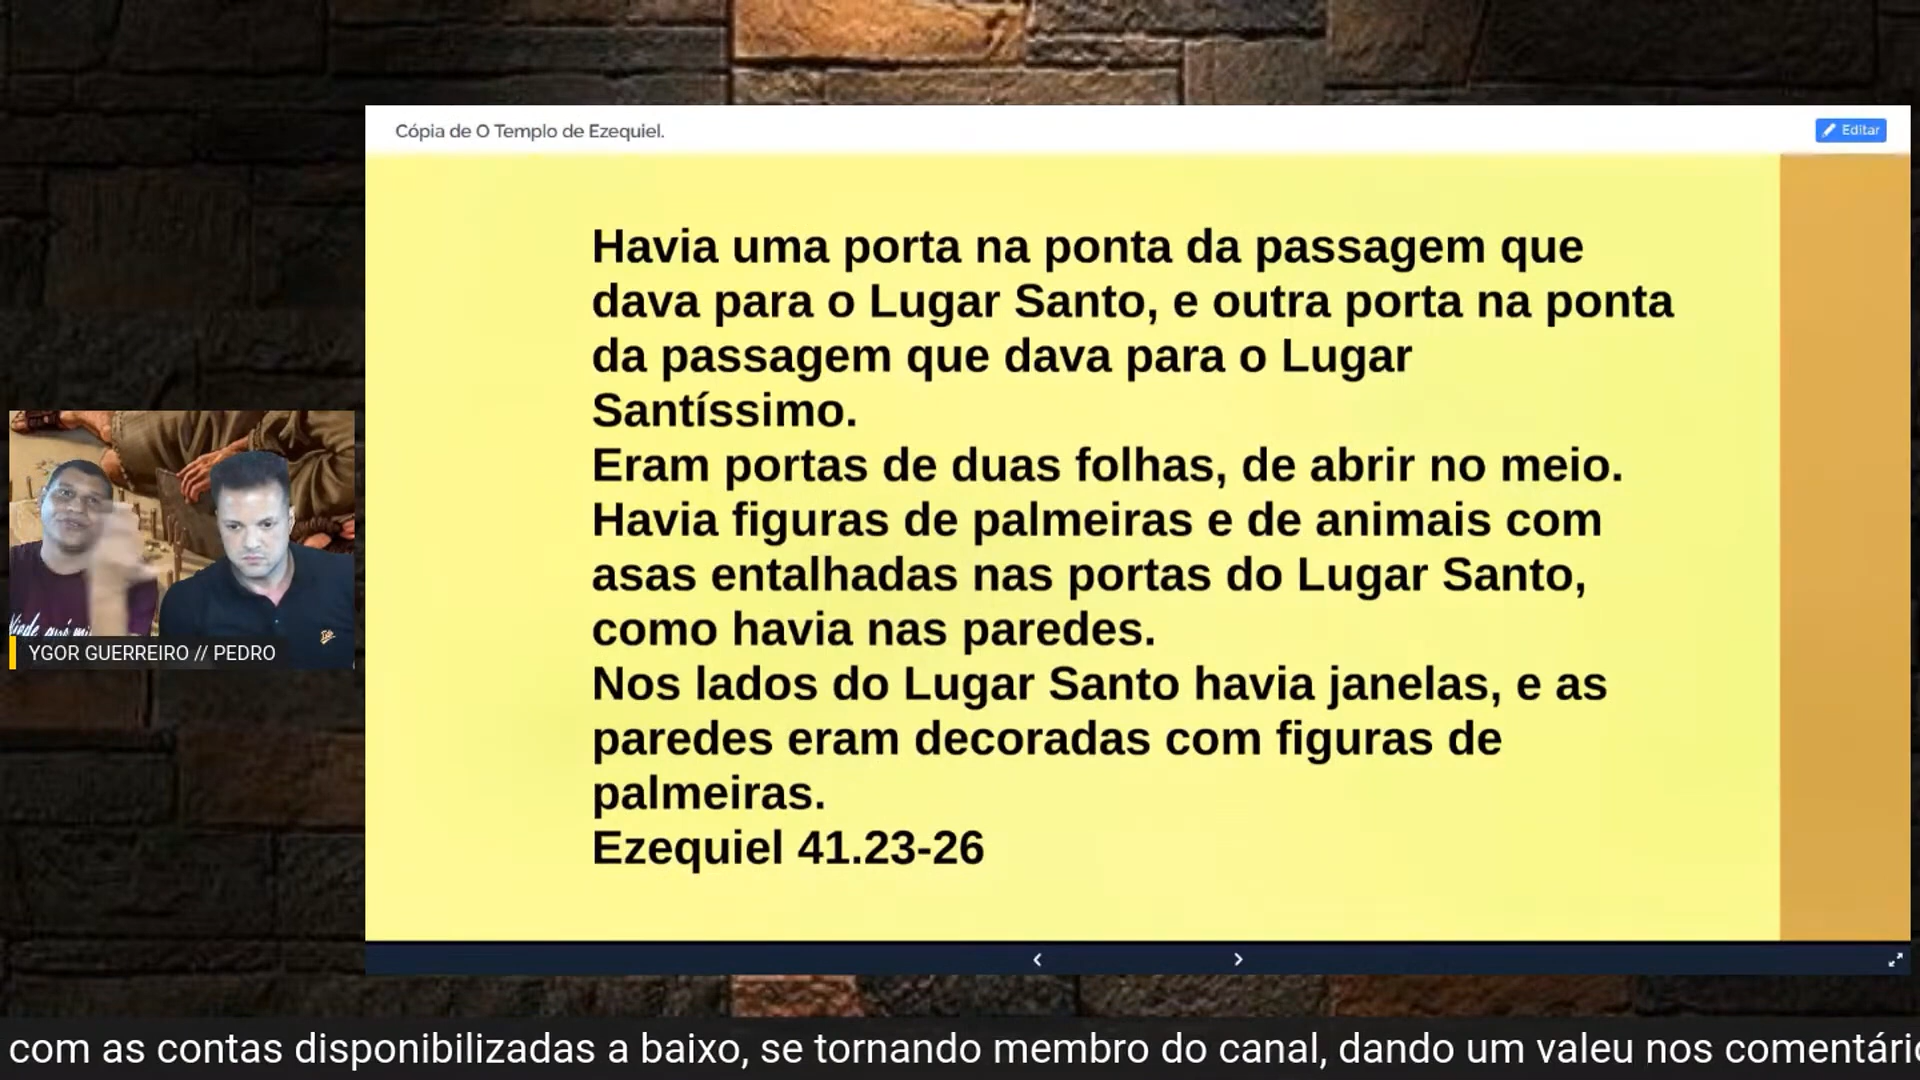 Cópia de O Templo de Ezequiel.
Editar
Havia uma porta na ponta da passagem que
dava para o Lugar Santo, e outra porta na ponta
da passagem que dava para o Lugar
Santíssimo.
Eram portas de duas folhas, de abrir no meio.
Havia figuras de palmeiras e de animais com
asas entalhadas nas portas do Lugar Santo,
como havia nas paredes.
Nos lados do Lugar Santo havia janelas, e as
paredes eram decoradas com figuras de
palmeiras.
Ezequiel 41.23-26
YGOR GUERREIRO // PEDRO
com as contas disponibilizadas a baixo, se tornando membro do canal, dando um valeu nos